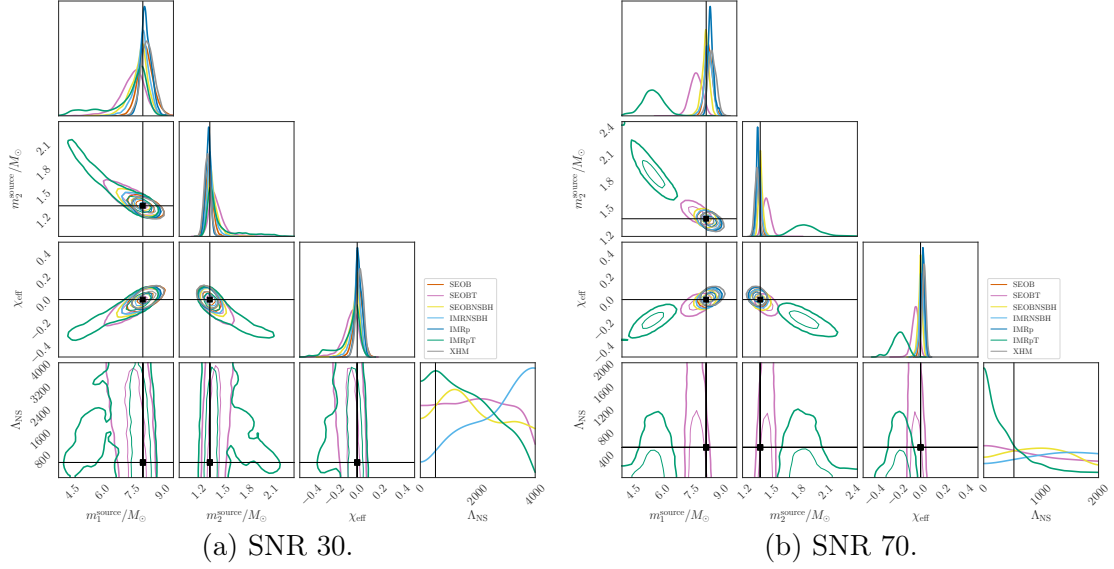 2.1
1.8
1.5
1.2
m₂^source/M⊙
0.4
0.2
0.0
−0.2
−0.4
χeff
4000
3200
2400
1600
800
Λ_NS
4.5 6.0 7.5 9.0
m₁^source/M⊙
1.2 1.5 1.8 2.1
m₂^source/M⊙
−0.4 −0.2 0.0 0.2 0.4
χeff
0 2000 4000
Λ_NS
SEOB
SEOBT
SEOBNSBH
IMRNSBH
IMRp
IMRpT
XHM
(a) SNR 30.
2.4
2.1
1.8
1.5
1.2
m₂^source/M⊙
0.4
0.2
0.0
−0.2
−0.4
χeff
2000
1600
1200
800
400
Λ_NS
4.5 6.0 7.5 9.0
m₁^source/M⊙
1.2 1.5 1.8 2.1 2.4
m₂^source/M⊙
−0.4 −0.2 0.0 0.2 0.4
χeff
0 1000 2000
Λ_NS
SEOB
SEOBT
SEOBNSBH
IMRNSBH
IMRp
IMRpT
XHM
(b) SNR 70.